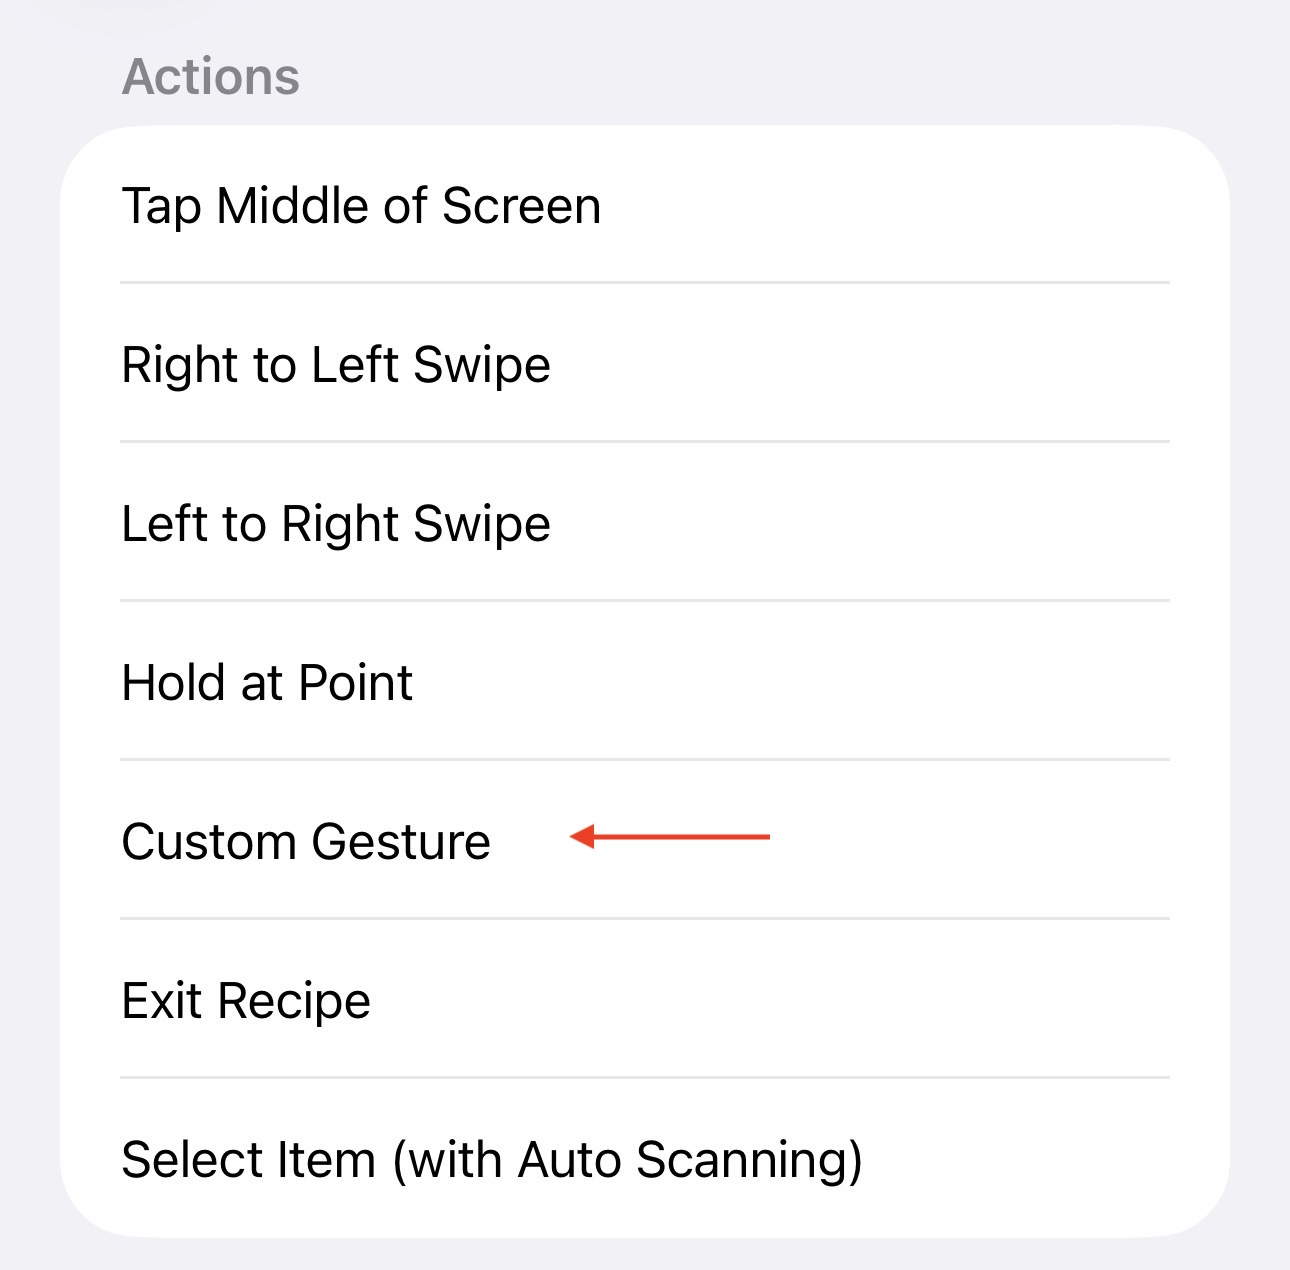 Actions
Tap Middle of Screen
Right to Left Swipe
Left to Right Swipe
Hold at Point
Custom Gesture
Exit Recipe
Select Item (with Auto Scanning)